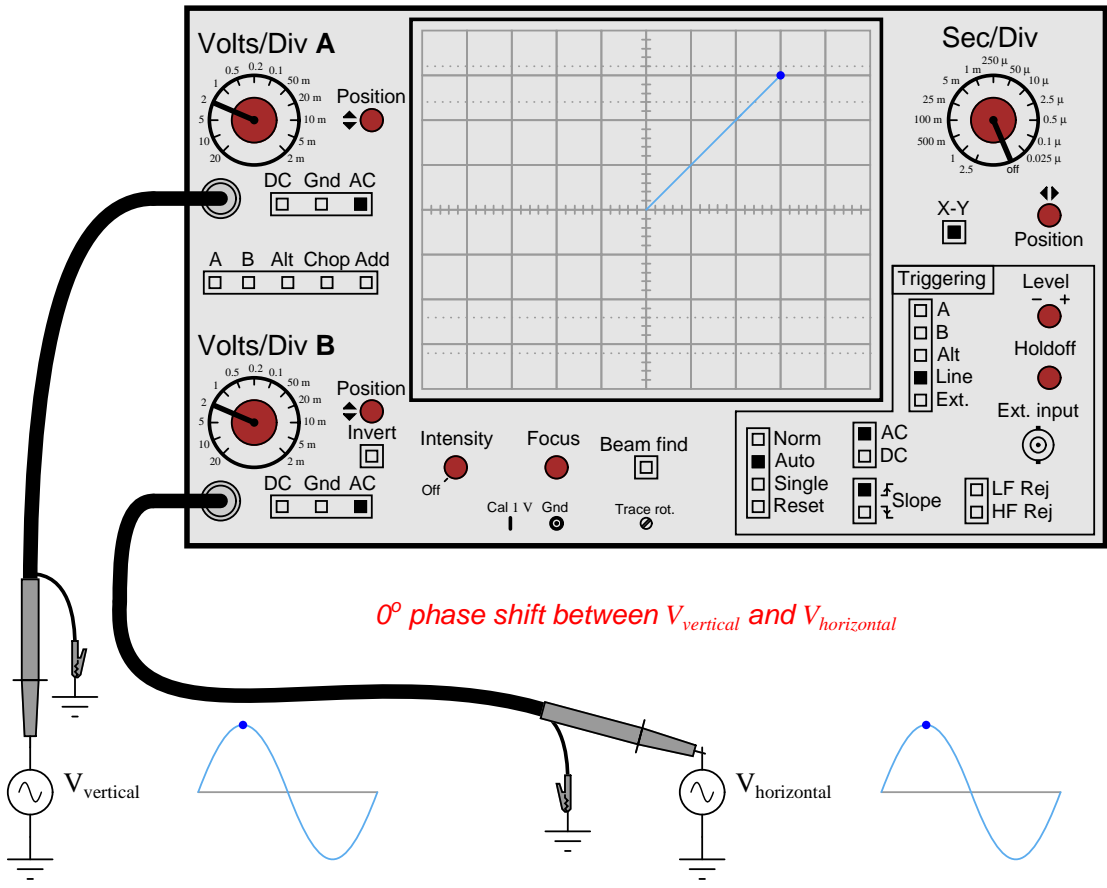 Volts/Div A
20 10 5 2 1 0.5 0.2 0.1 50 m 20 m 10 m 5 m 2 m
Position
DC Gnd AC
A B Alt Chop Add
Volts/Div B
20 10 5 2 1 0.5 0.2 0.1 50 m 20 m 10 m 5 m 2 m
Position
Invert
DC Gnd AC
Intensity
Off
Focus
Beam find
Cal 1 V Gnd
Trace rot.
Sec/Div
2.5 1 500 m 100 m 25 m 5 m 1 m 250 µ 50 µ 10 µ 2.5 µ 0.5 µ 0.1 µ 0.025 µ off
X-Y
Position
Triggering
A
B
Alt
Line
Ext.
Level
− +
Holdoff
Ext. input
Norm
Auto
Single
Reset
AC
DC
Slope
LF Rej
HF Rej
0o phase shift between Vvertical and Vhorizontal
Vvertical
Vhorizontal